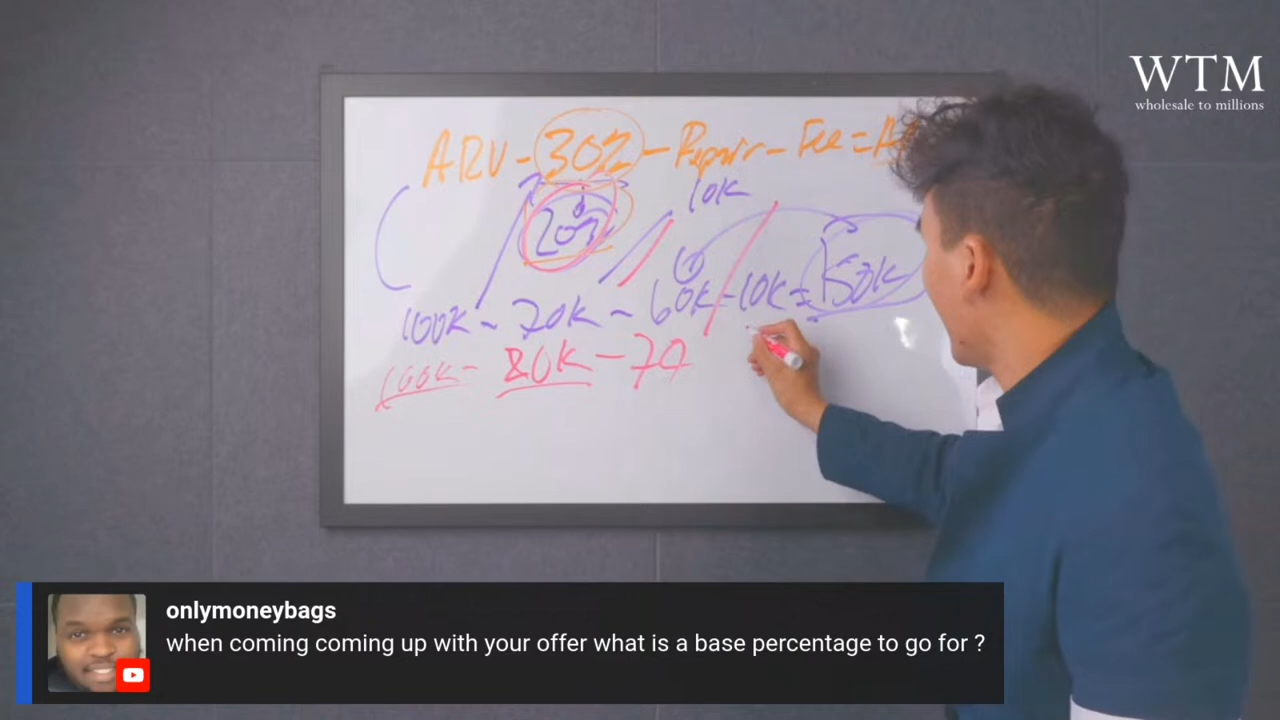 WTM
wholesale to millions
ARV - 30% - Repair - Fee =
20%
10K
100K - 70K - 60K - 10K = 50K
100K - 80K - 70
onlymoneybags
when coming coming up with your offer what is a base percentage to go for ?